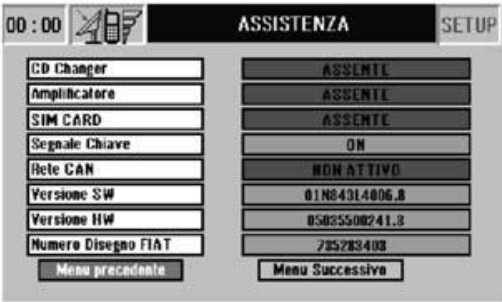 00 : 00 ASSISTENZA SETUP
CD Changer ASSENTE
Amplificatore ASSENTE
SIM CARD ASSENTE
Segnale Chiave ON
Rete CAN NON ATTIVO
Versione SW 01N843L4006.8
Versione HW 05035500241.3
Numero Disegno FIAT 735283408
Menu precedente Menu Successivo